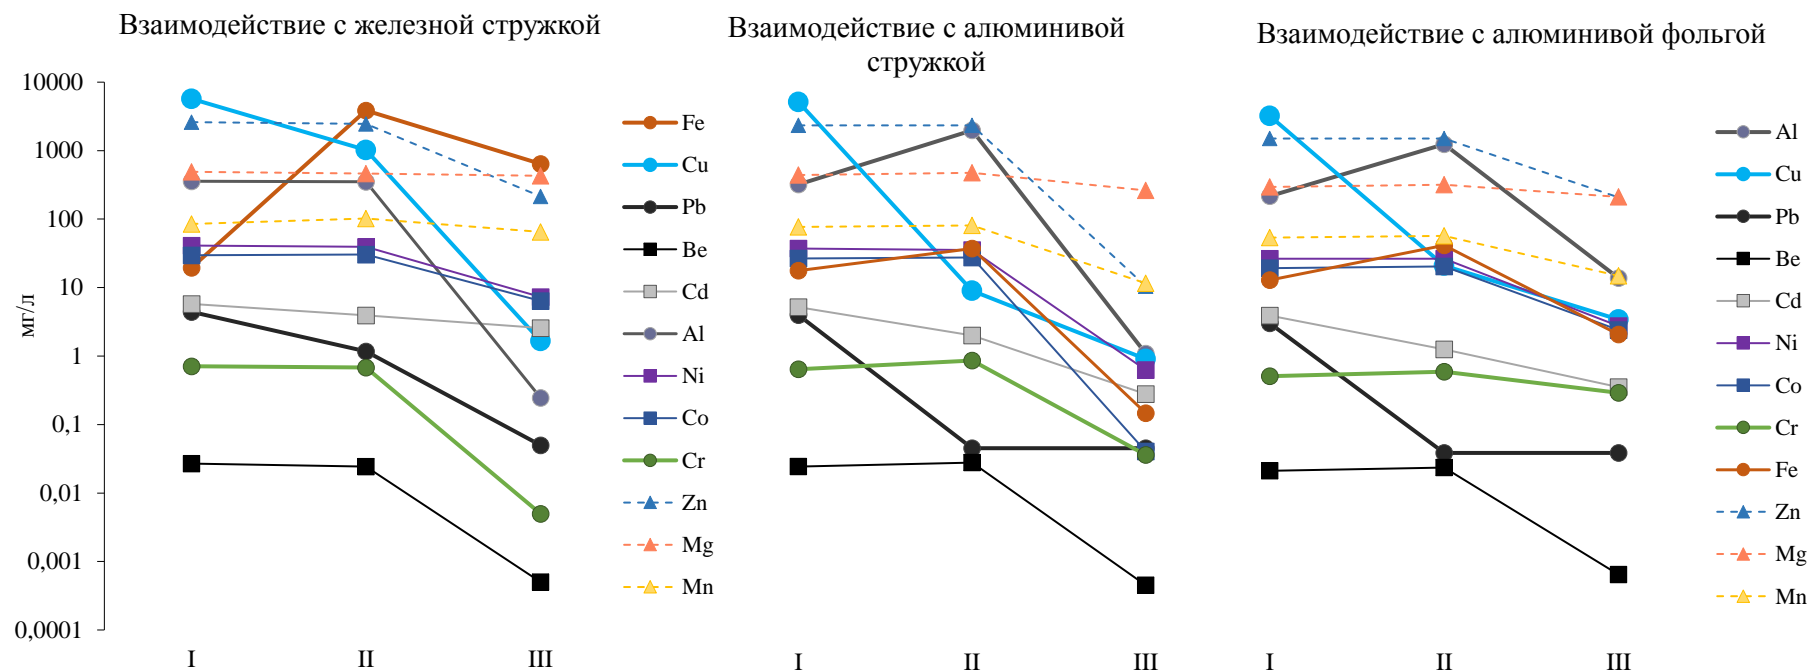 Взаимодействие с железной стружкой
10000
1000
100
10
1
0,1
0,01
0,001
0,0001
мг/л
I
II
III
Fe
Cu
Pb
Be
Cd
Al
Ni
Co
Cr
Zn
Mg
Mn
Взаимодействие с алюминивой
стружкой
I
II
III
Взаимодействие с алюминивой фольгой
I
II
III
Al
Cu
Pb
Be
Cd
Ni
Co
Cr
Fe
Zn
Mg
Mn